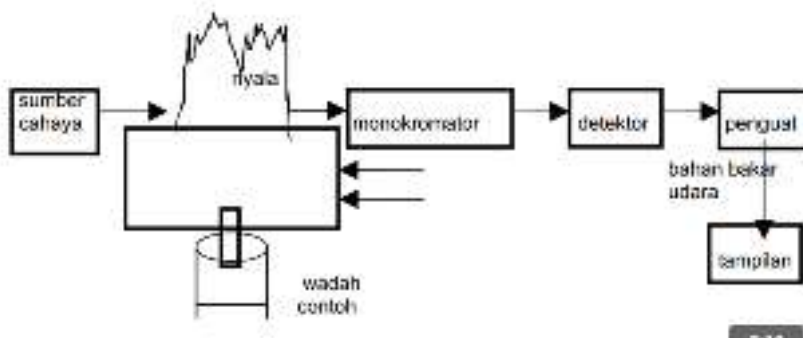 nyala
sumber
cahaya
monokromator
detektor
penguat
bahan bakar
udara
tampilan
wadah
contoh